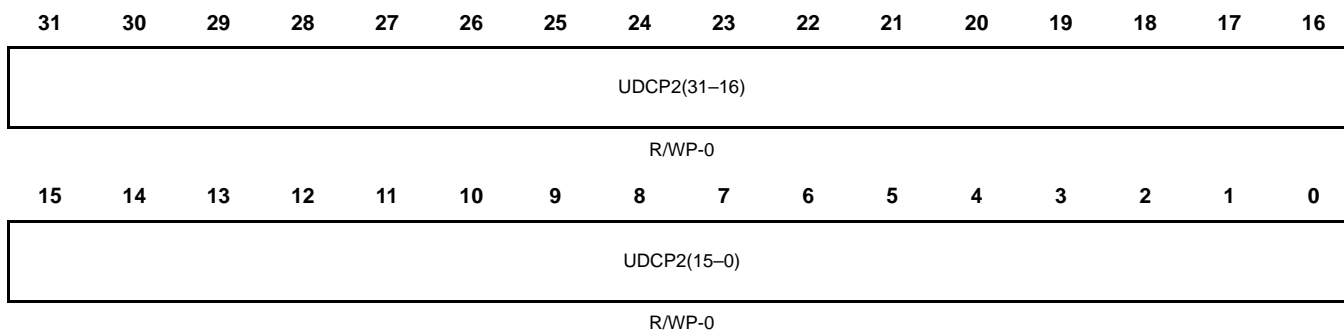 31 30 29 28 27 26 25 24 23 22 21 20 19 18 17 16
UDCP2(31–16)
R/WP-0
15 14 13 12 11 10 9 8 7 6 5 4 3 2 1 0
UDCP2(15–0)
R/WP-0